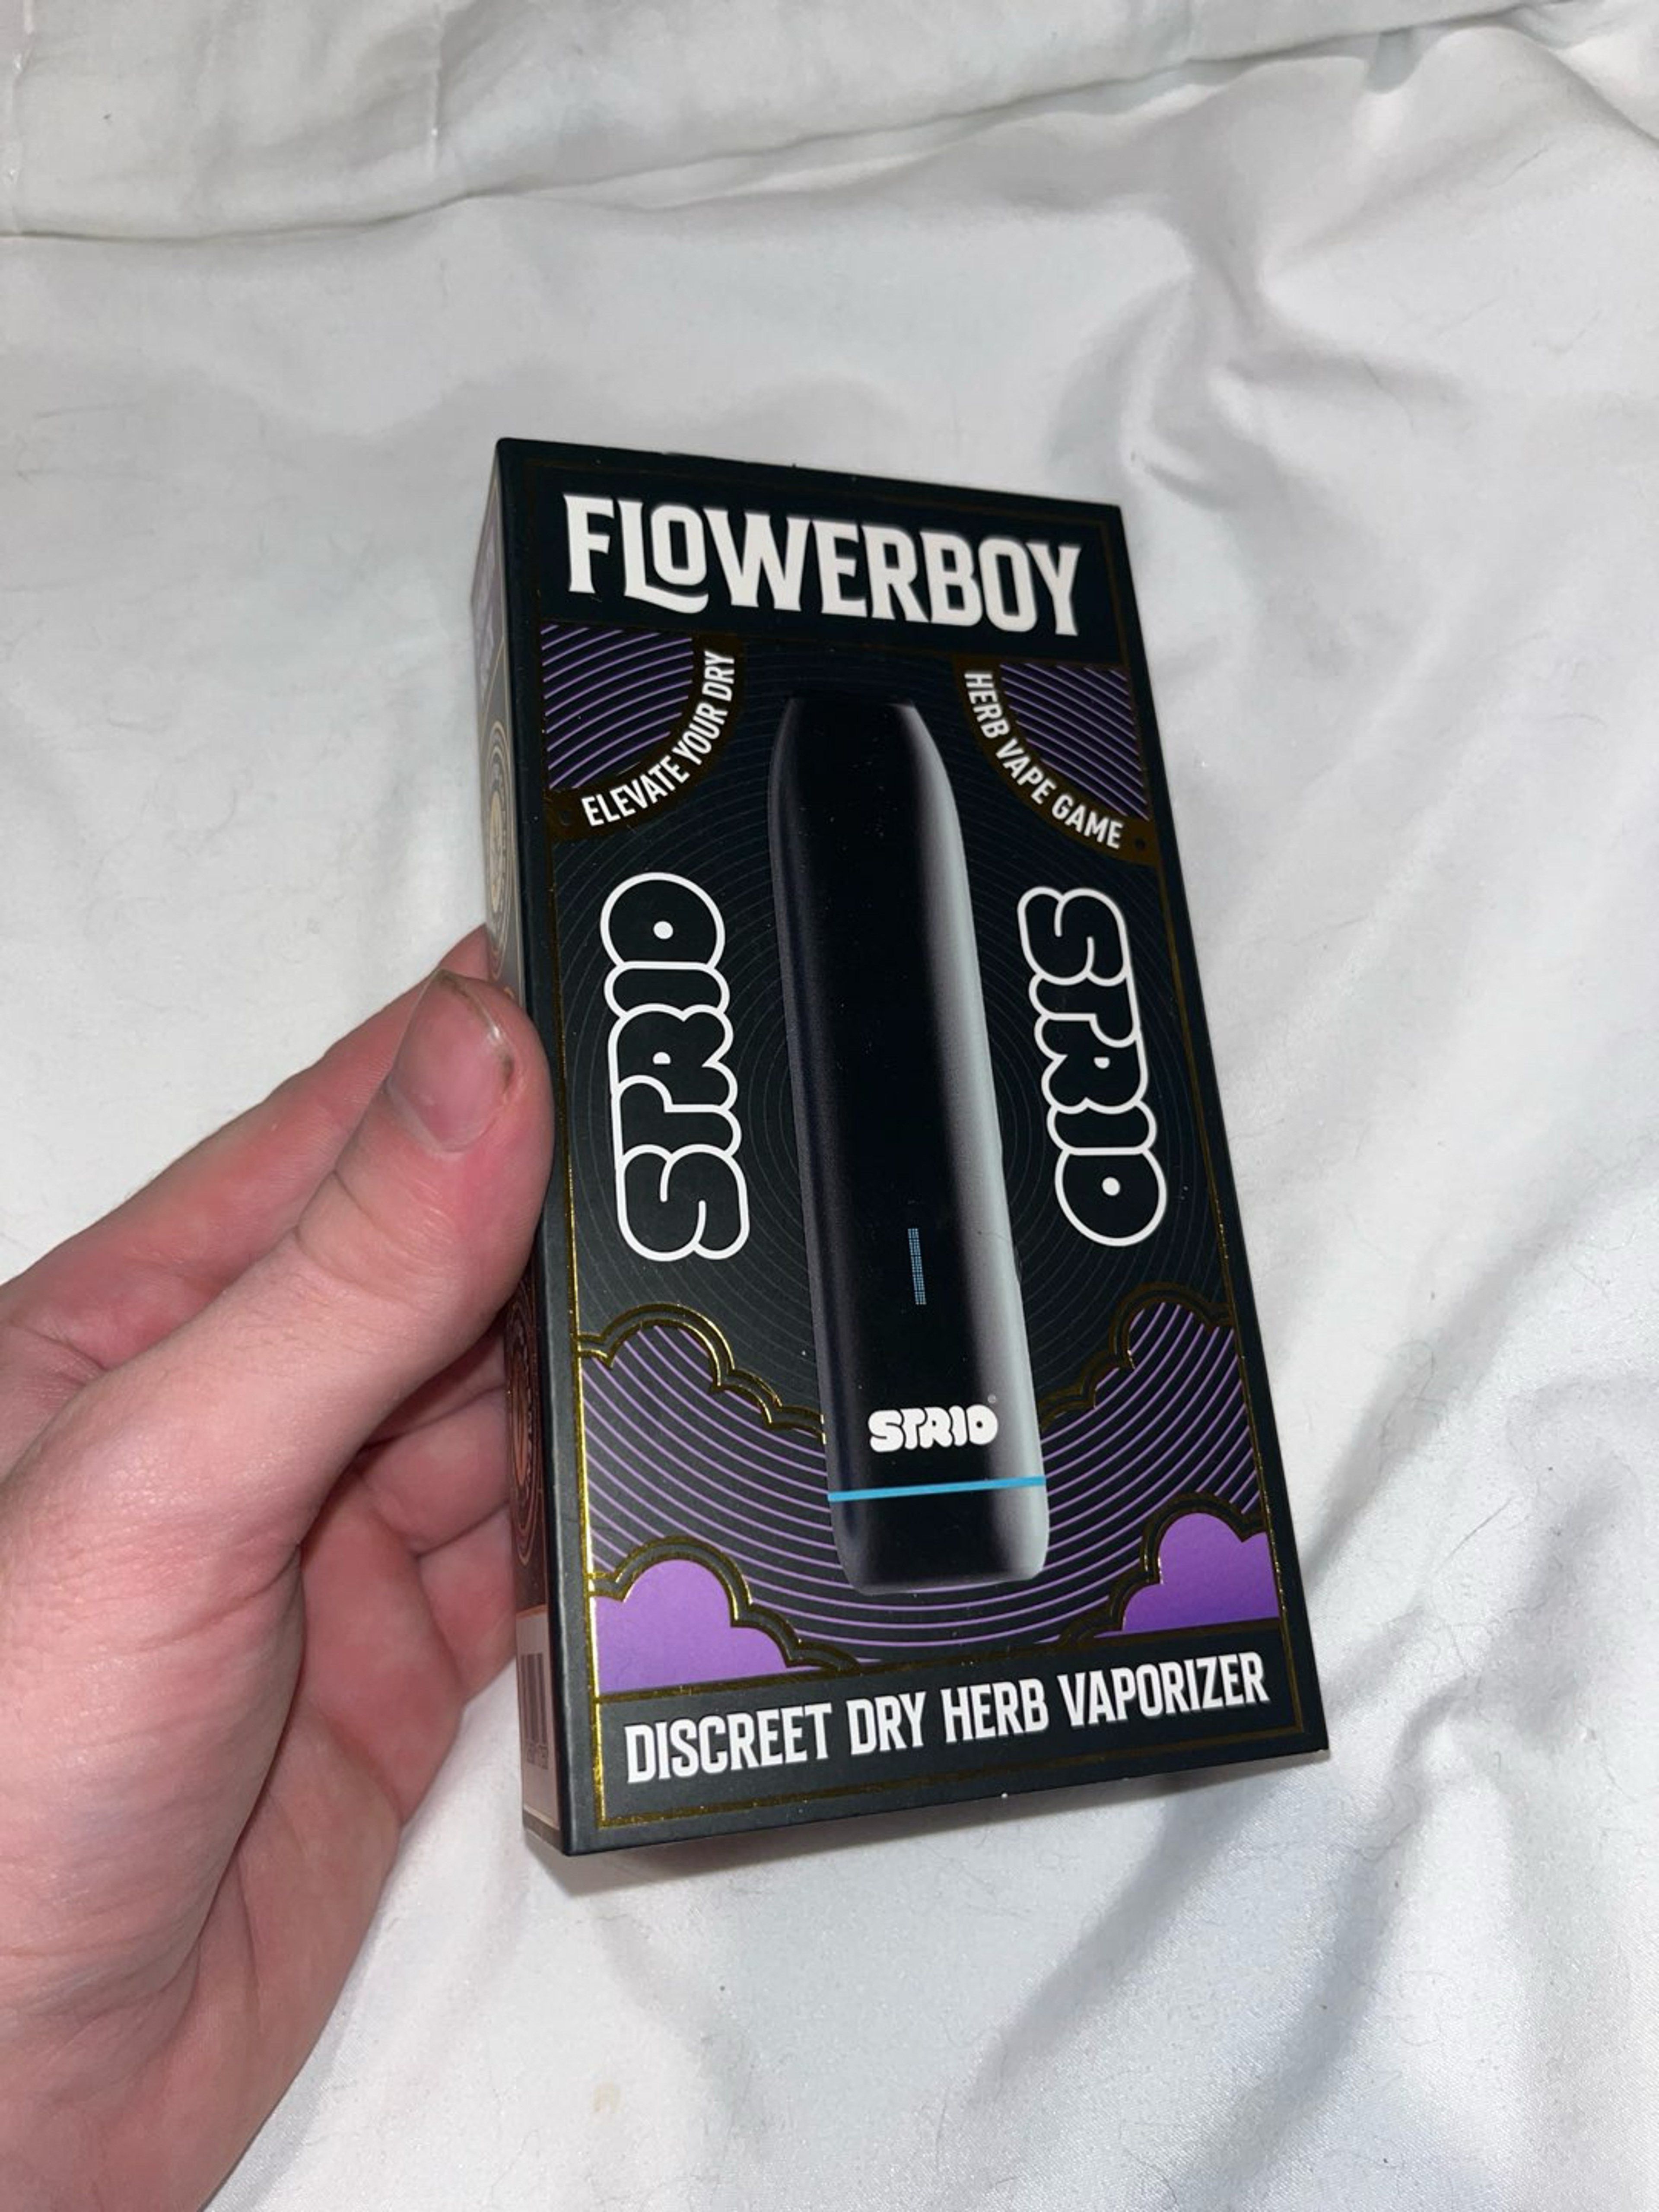 FLOWERBOY
ELEVATE YOUR DRY
HERB VAPE GAME
STRIO
STRIO
STRIO
DISCREET DRY HERB VAPORIZER